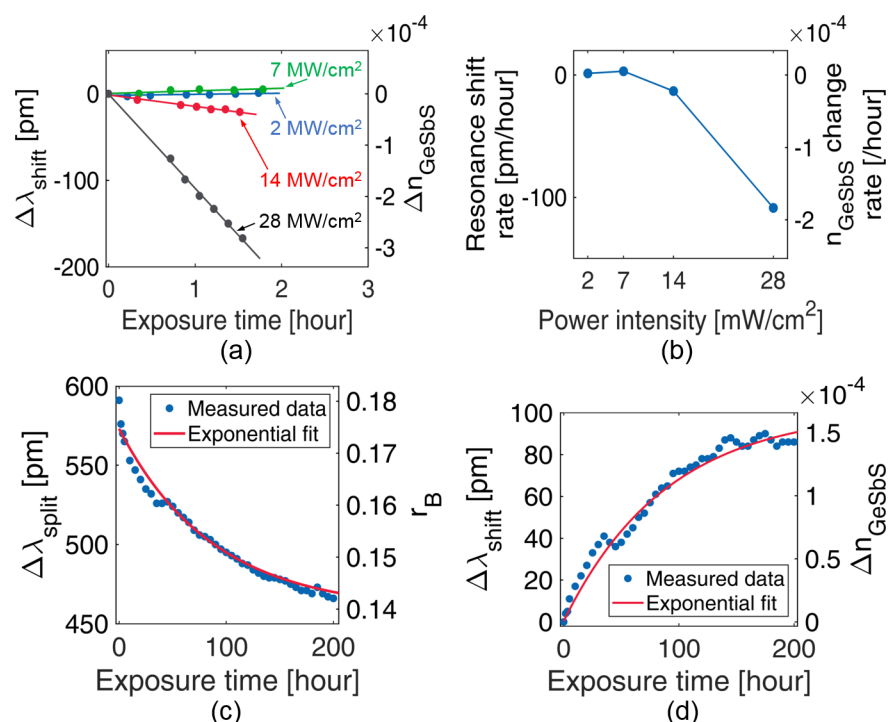 ×10⁻⁴
50
0
-100
-200
Δλshift [pm]
7 MW/cm²
2 MW/cm²
14 MW/cm²
28 MW/cm²
0
-1
-2
-3
ΔnGeSbS
0
1
2
3
Exposure time [hour]
(a)
×10⁻⁴
0
-100
Resonance shift
rate [pm/hour]
0
-1
-2
nGeSbS change
rate [/hour]
2
7
14
28
Power intensity [mW/cm²]
(b)
600
550
500
450
Δλsplit [pm]
Measured data
Exponential fit
0.18
0.17
0.16
0.15
0.14
rB
0
100
200
Exposure time [hour]
(c)
×10⁻⁴
100
80
60
40
20
0
Δλshift [pm]
Measured data
Exponential fit
1.5
1
0.5
0
ΔnGeSbS
0
100
200
Exposure time [hour]
(d)